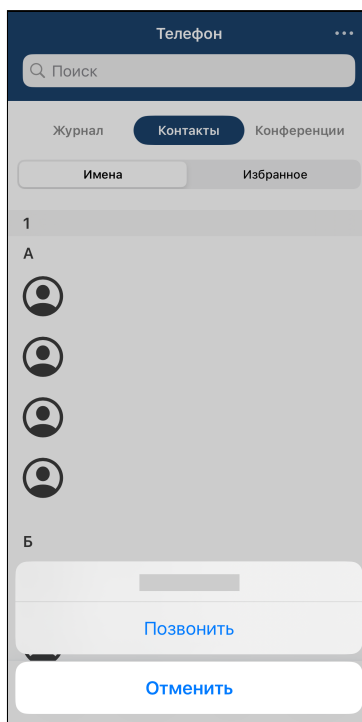 Телефон
Поиск
Журнал
Контакты
Конференции
Имена
Избранное
1
А
Б
Позвонить
Отменить